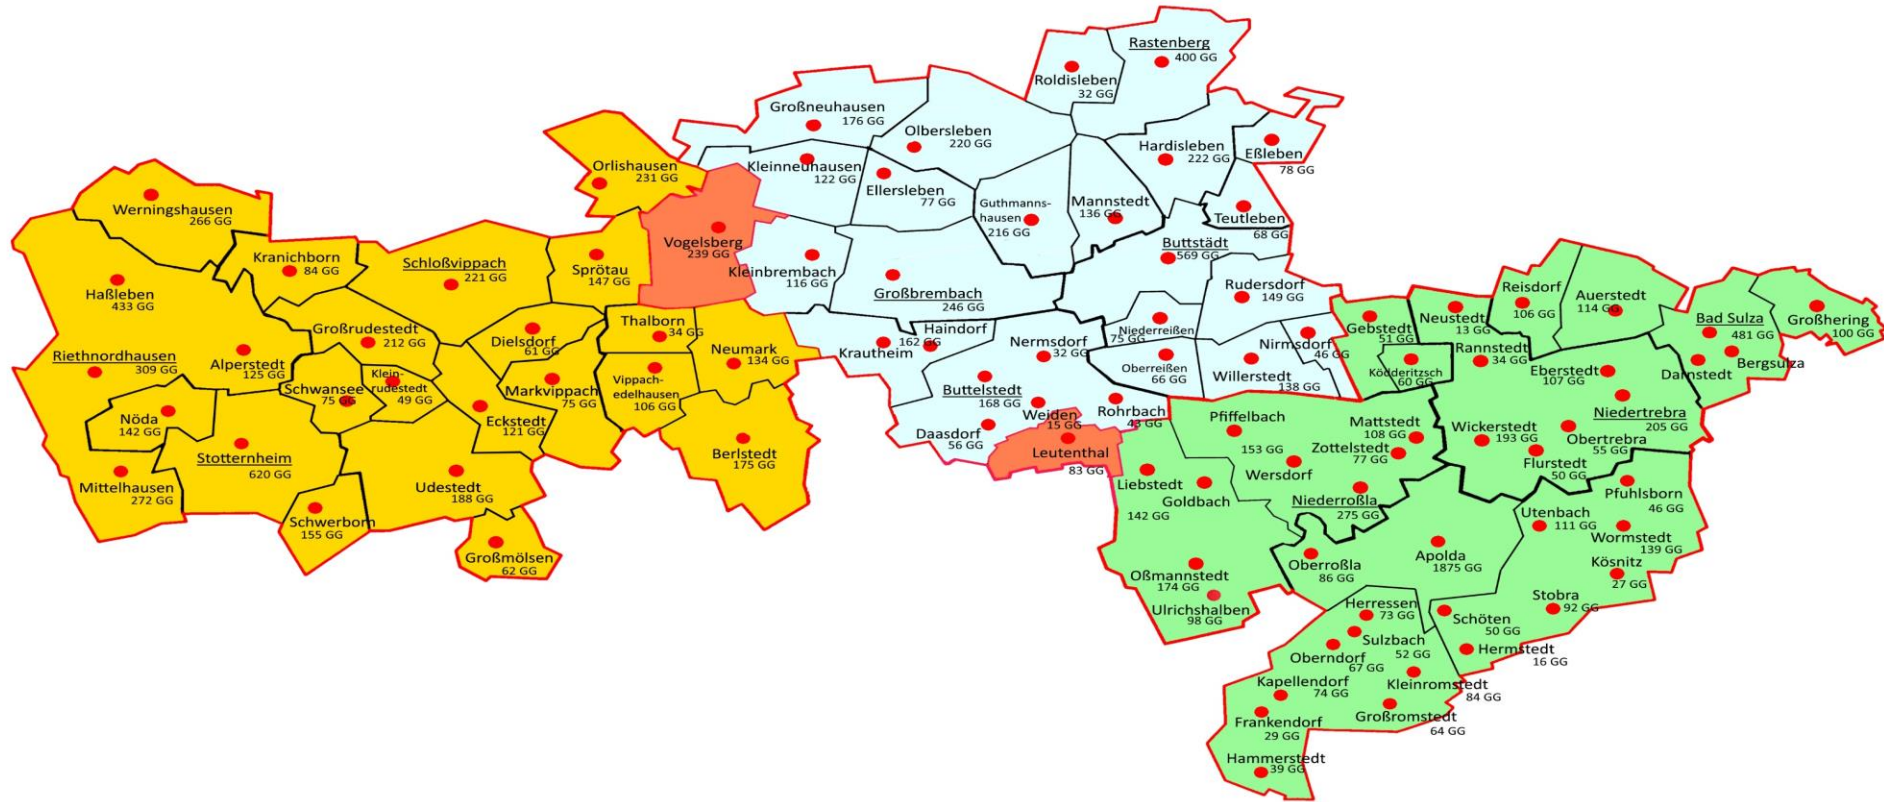 Werningshausen
266 GG
Kranichborn
84 GG
Haßleben
433 GG
Schloßvippach
221 GG
Orlishausen
231 GG
Sprötau
147 GG
Vogelsberg
239 GG
Großrudestedt
212 GG
Alperstedt
125 GG
Riethnordhausen
309 GG
Schwansee
75 GG
Klein-
rudestedt
49 GG
Dielsdorf
61 GG
Markvippach
75 GG
Eckstedt
121 GG
Nöda
142 GG
Stotternheim
620 GG
Mittelhausen
272 GG
Schwerborn
155 GG
Udestedt
188 GG
Großmölsen
62 GG
Thalborn
34 GG
Vippach-
edelhausen
106 GG
Neumark
134 GG
Berlstedt
175 GG
Großneuhausen
176 GG
Kleinneuhausen
122 GG
Olbersleben
220 GG
Ellersleben
77 GG
Roldisleben
32 GG
Rastenberg
400 GG
Hardisleben
222 GG
Eßleben
78 GG
Guthmanns-
hausen
216 GG
Mannstedt
136 GG
Teutleben
68 GG
Buttstädt
569 GG
Kleinbrembach
116 GG
Großbrembach
246 GG
Rudersdorf
149 GG
Krautheim
Haindorf
162 GG
Nermsdorf
32 GG
Niederreißen
75 GG
Oberreißen
66 GG
Nirmsdorf
46 GG
Willerstedt
138 GG
Buttelstedt
168 GG
Weiden
15 GG
Rohrbach
43 GG
Daasdorf
56 GG
Leutenthal
83 GG
Gebstedt
51 GG
Ködderitzsch
60 GG
Neustedt
13 GG
Reisdorf
106 GG
Auerstedt
114 GG
Bad Sulza
481 GG
Großhering
100 GG
Rannstedt
34 GG
Eberstedt
107 GG
Darnstedt
Bergsulza
Niedertrebra
205 GG
Wickerstedt
193 GG
Obertrebra
55 GG
Flurstedt
50 GG
Pfiffelbach
153 GG
Wersdorf
Mattstedt
108 GG
Zottelstedt
77 GG
Niederroßla
275 GG
Liebstedt
Goldbach
142 GG
Oßmannstedt
174 GG
Ulrichshalben
98 GG
Oberroßla
86 GG
Apolda
1875 GG
Pfuhlsborn
46 GG
Utenbach
111 GG
Wormstedt
139 GG
Kösnitz
27 GG
Stobra
92 GG
Schöten
50 GG
Hermstedt
16 GG
Herressen
73 GG
Sulzbach
52 GG
Oberndorf
67 GG
Kapellendorf
74 GG
Kleinromstedt
84 GG
Großromstedt
64 GG
Frankendorf
29 GG
Hammerstedt
39 GG